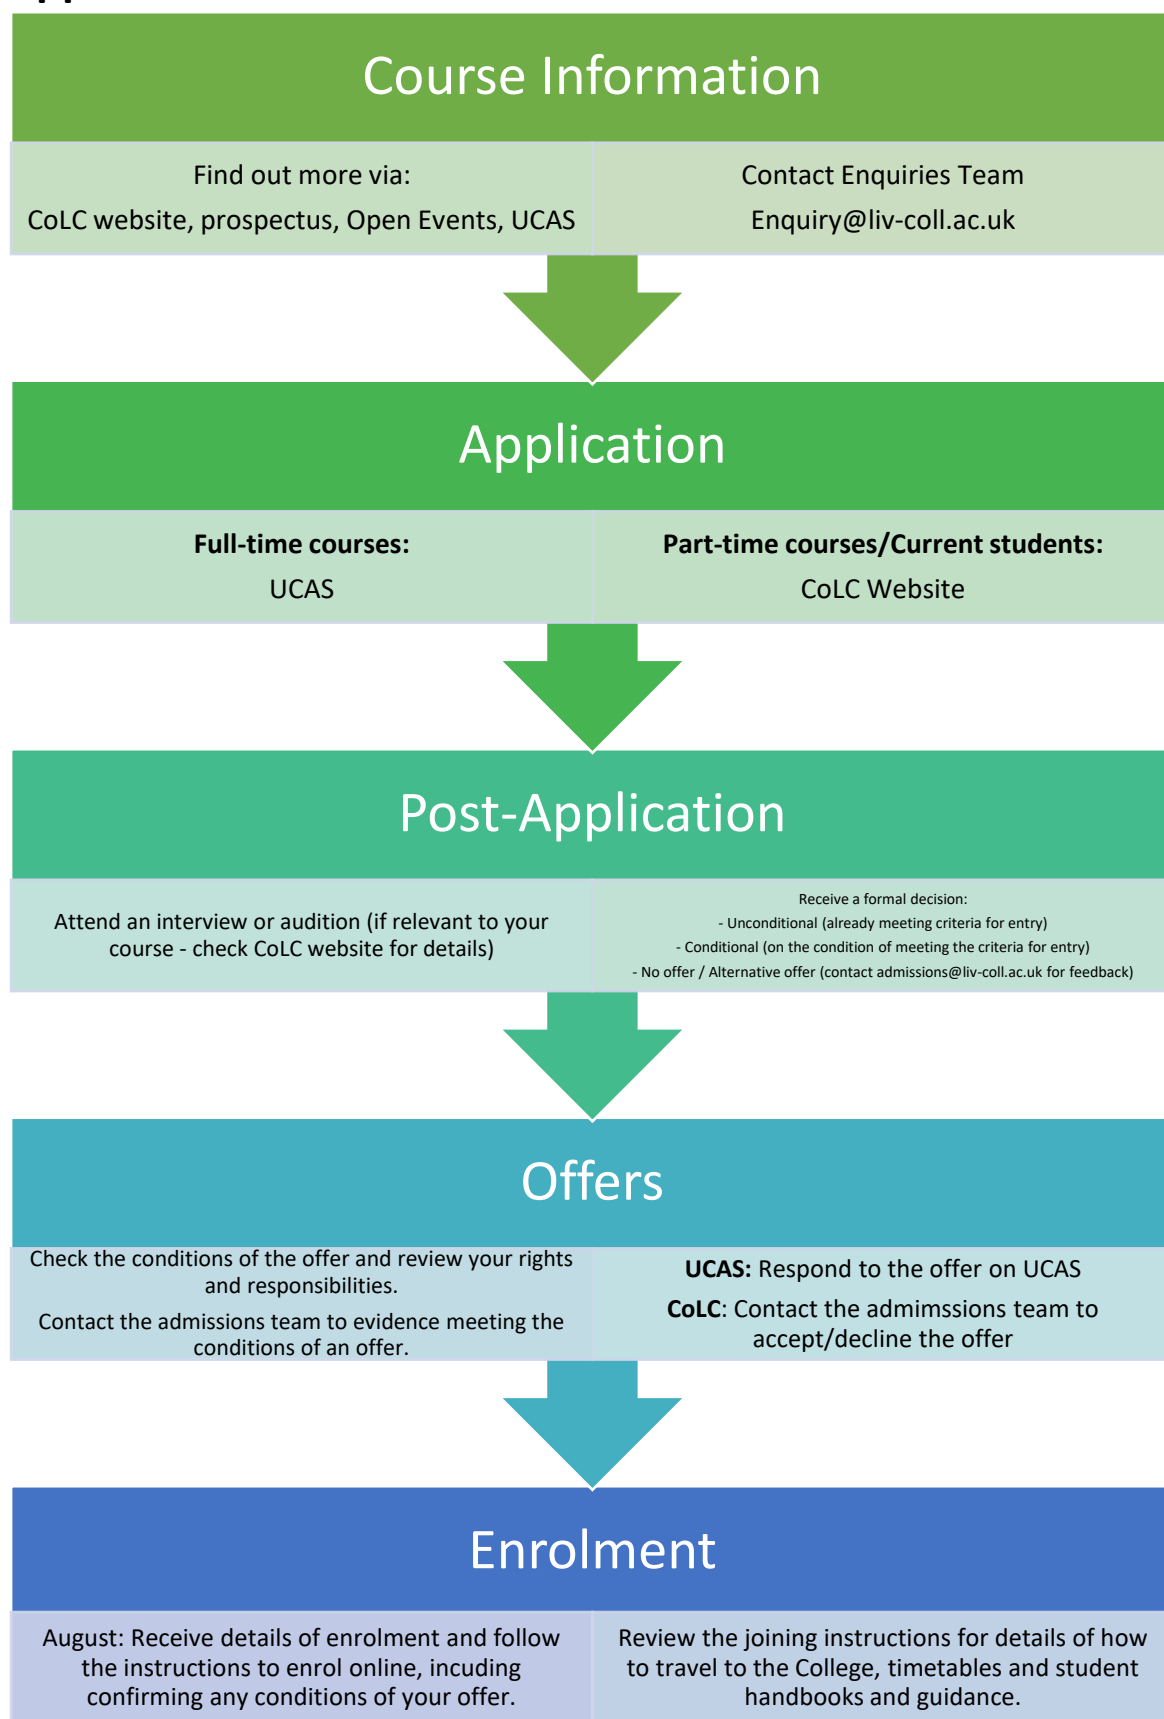 Course Information
Find out more via:
CoLC website, prospectus, Open Events, UCAS
Contact Enquiries Team
Enquiry@liv-coll.ac.uk
Application
Full-time courses:
UCAS
Part-time courses/Current students:
CoLC Website
Post-Application
Attend an interview or audition (if relevant to your
course - check CoLC website for details)
Receive a formal decision:
- Unconditional (already meeting criteria for entry)
- Conditional (on the condition of meeting the criteria for entry)
- No offer / Alternative offer (contact admissions@liv-coll.ac.uk for feedback)
Offers
Check the conditions of the offer and review your rights
and responsibilities.
Contact the admissions team to evidence meeting the
conditions of an offer.
UCAS: Respond to the offer on UCAS
CoLC: Contact the admimssions team to
accept/decline the offer
Enrolment
August: Receive details of enrolment and follow
the instructions to enrol online, incuding
confirming any conditions of your offer.
Review the joining instructions for details of how
to travel to the College, timetables and student
handbooks and guidance.